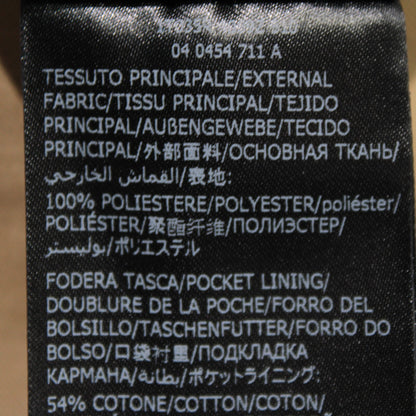 04 0454 711 A
TESSUTO PRINCIPALE/EXTERNAL
FABRIC/TISSU PRINCIPAL/TEJIDO
PRINCIPAL/AUßENGEWEBE/TECIDO
PRINCIPAL/外部面料/ОСНОВНАЯ ТКАНЬ/
القماش الخارجي/表地:
100% POLIESTERE/POLYESTER/poliéster/
POLIÉSTER/聚酯纤维/ПОЛИЭСТЕР/
بوليستر/ポリエステル
FODERA TASCA/POCKET LINING/
DOUBLURE DE LA POCHE/FORRO DEL
BOLSILLO/TASCHENFUTTER/FORRO DO
BOLSO/口袋衬里/ПОДКЛАДКА
КАРМАНА/بطانة/ポケットライニング:
54% COTONE/COTTON/COTON/